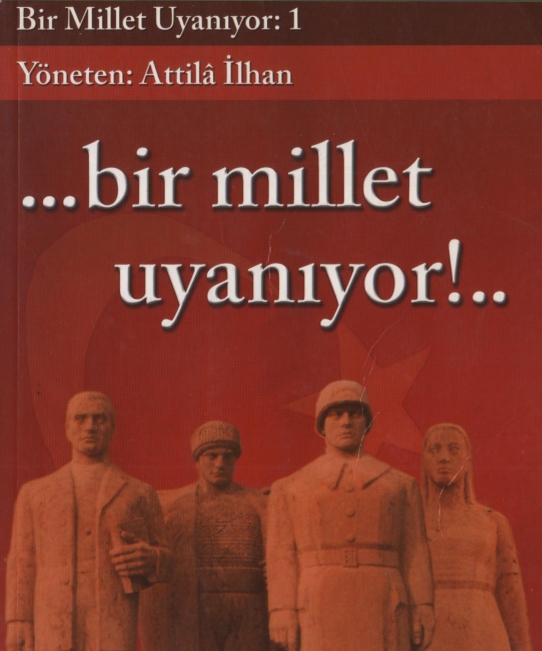 Bir Millet Uyanıyor: 1
Yöneten: Attilâ İlhan
...bir millet
uyanıyor!..